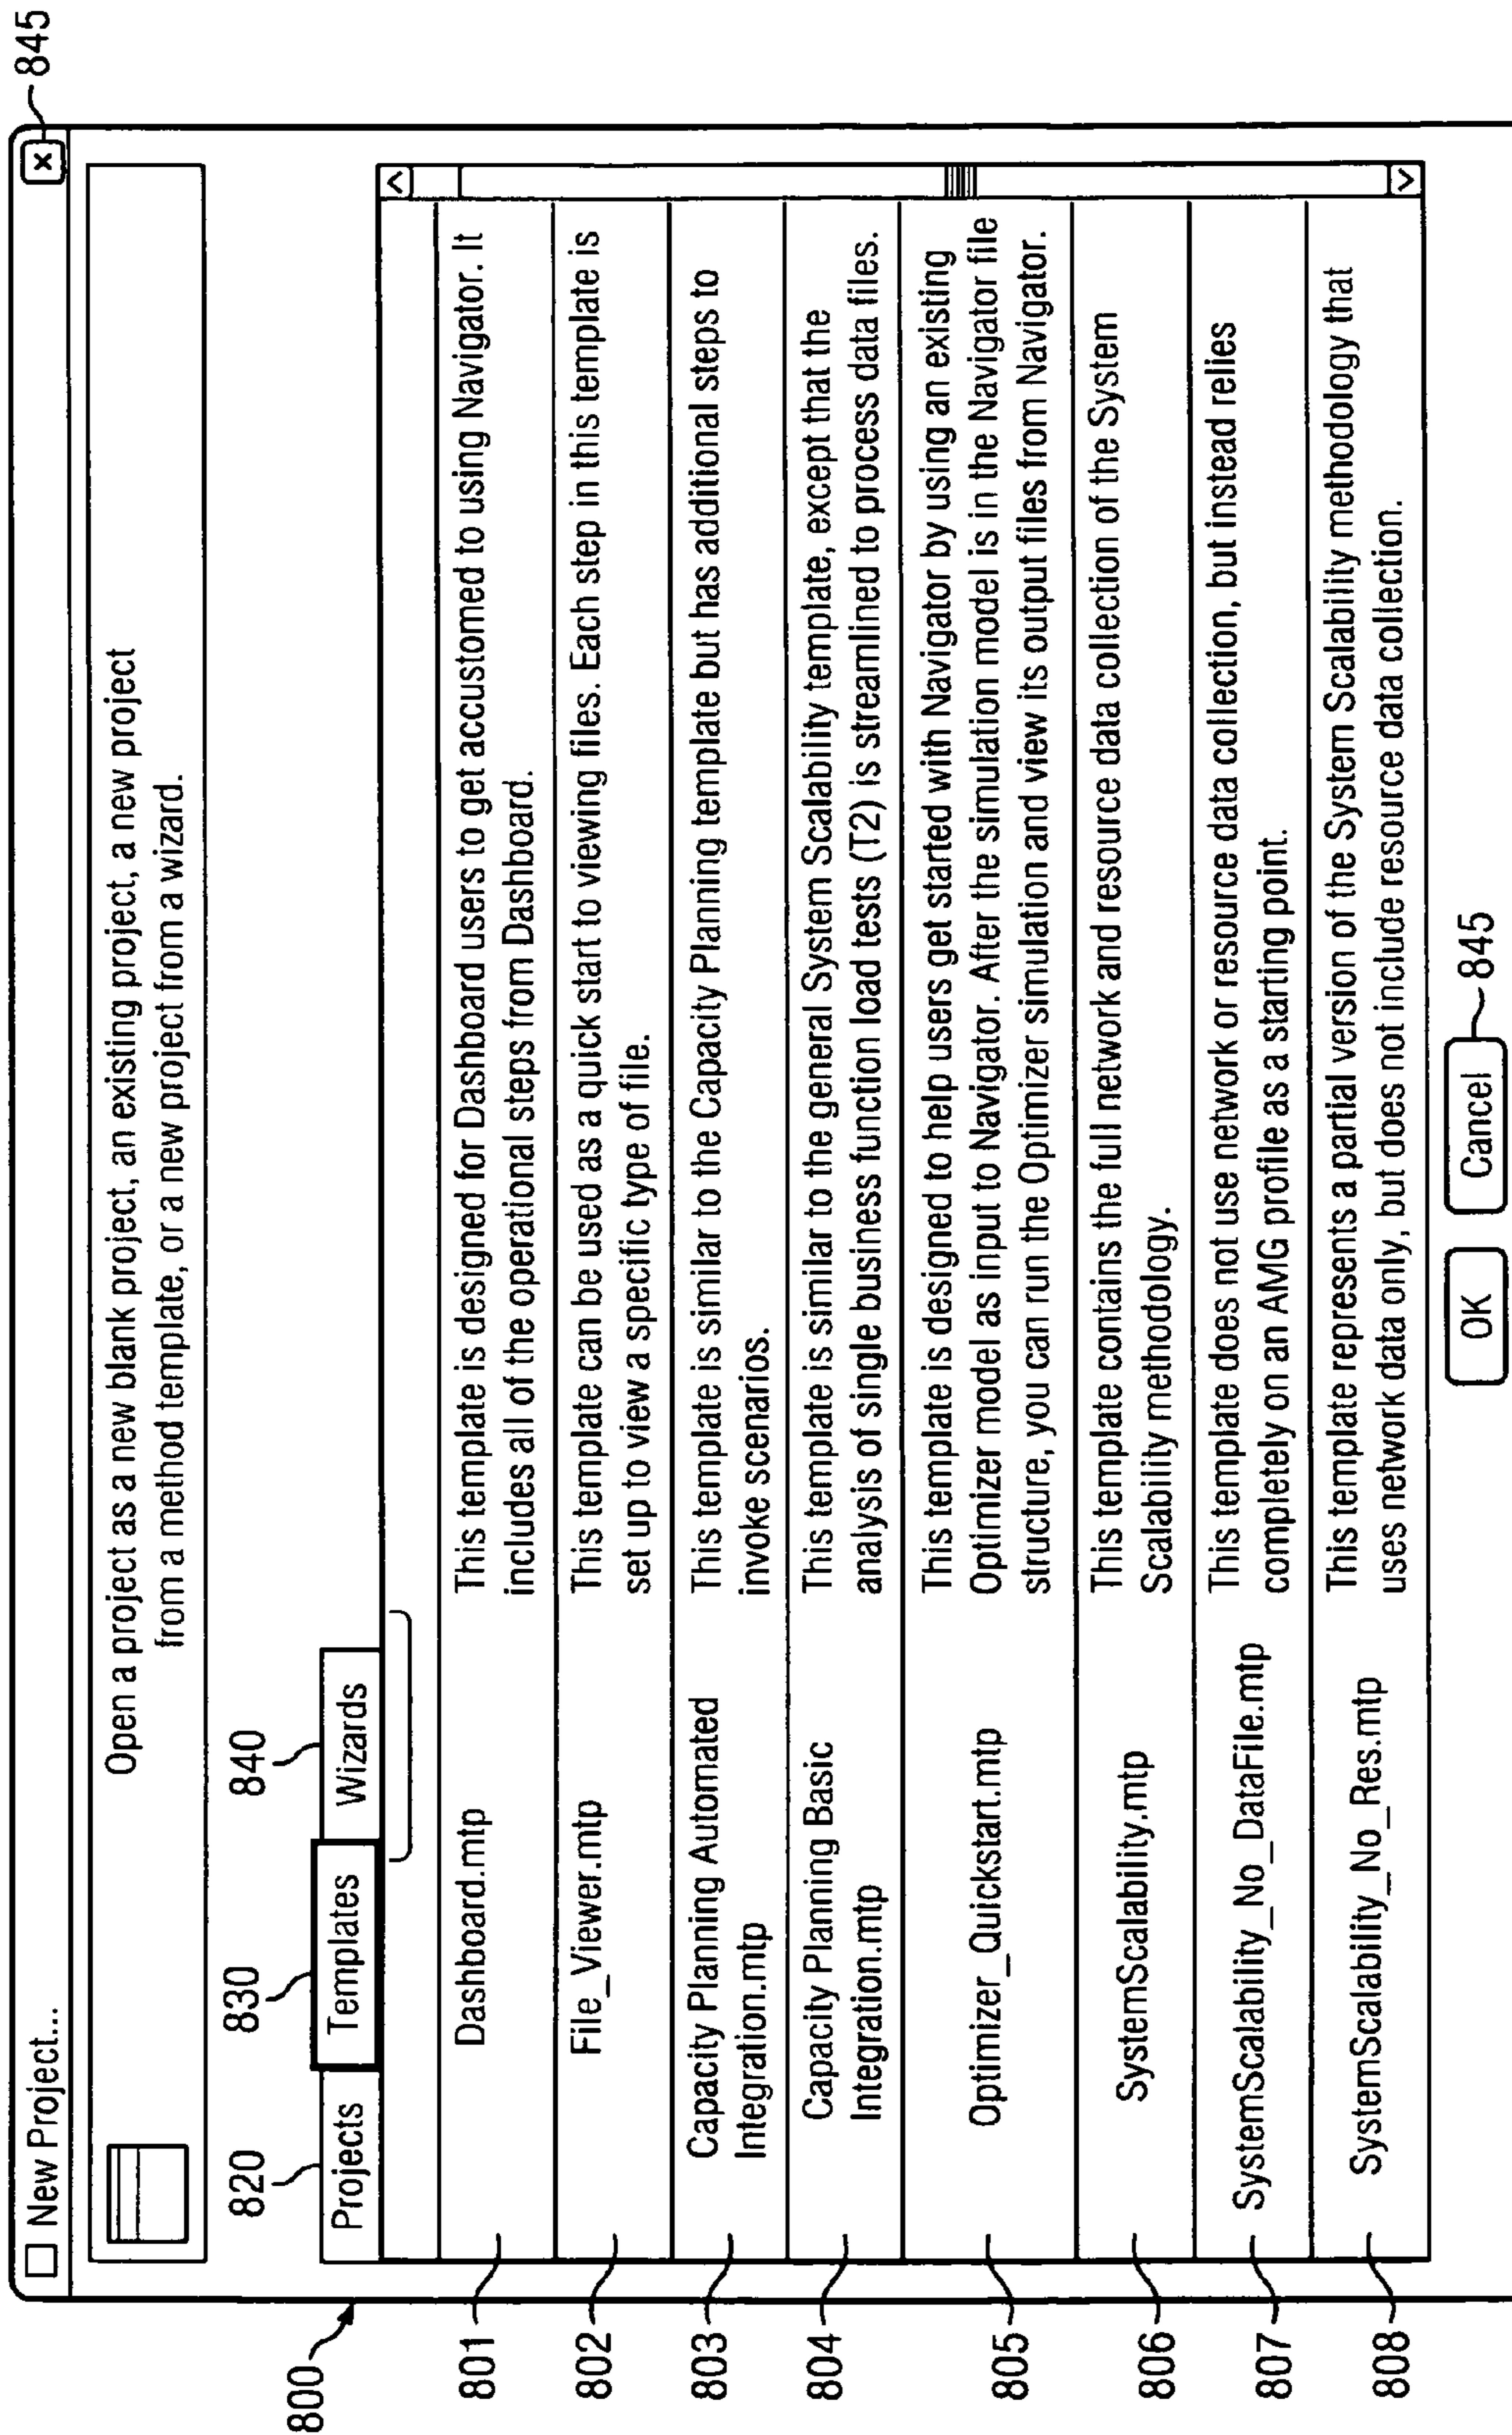 New Project...
845
Open a project as a new blank project, an existing project, a new project
from a method template, or a new project from a wizard.
800
820
830
840
Projects
Templates
Wizards
801
Dashboard.mtp
This template is designed for Dashboard users to get accustomed to using Navigator. It
includes all of the operational steps from Dashboard.
802
File_Viewer.mtp
This template can be used as a quick start to viewing files. Each step in this template is
set up to view a specific type of file.
803
Capacity Planning Automated
Integration.mtp
This template is similar to the Capacity Planning template but has additional steps to
invoke scenarios.
804
Capacity Planning Basic
Integration.mtp
This template is similar to the general System Scalability template, except that the
analysis of single business function load tests (T2) is streamlined to process data files.
805
Optimizer_Quickstart.mtp
This template is designed to help users get started with Navigator by using an existing
Optimizer model as input to Navigator. After the simulation model is in the Navigator file
structure, you can run the Optimizer simulation and view its output files from Navigator.
806
SystemScalability.mtp
This template contains the full network and resource data collection of the System
Scalability methodology.
807
SystemScalability_No_DataFile.mtp
This template does not use network or resource data collection, but instead relies
completely on an AMG profile as a starting point.
808
SystemScalability_No_Res.mtp
This template represents a partial version of the System Scalability methodology that
uses network data only, but does not include resource data collection.
OK
Cancel
845